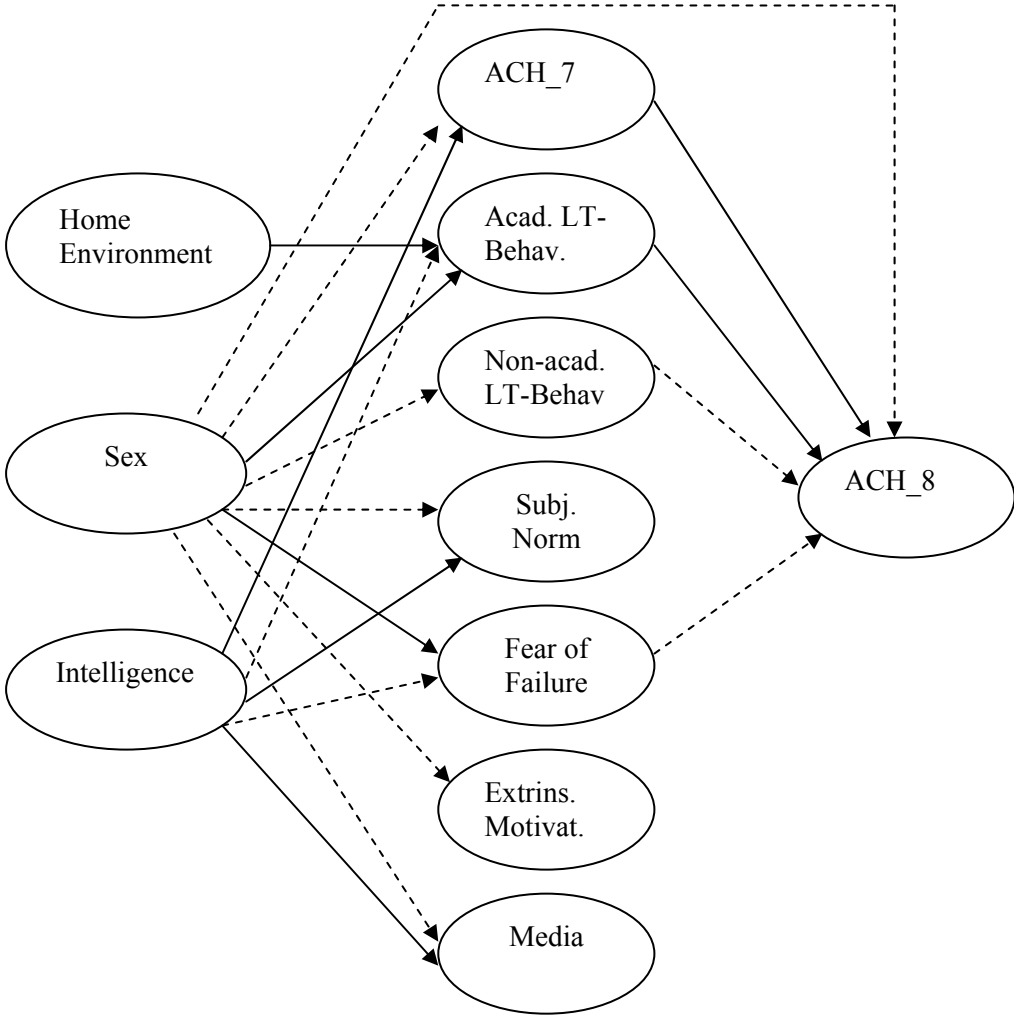 ACH_7
Home
Environment
Acad. LT-
Behav.
Non-acad.
LT-Behav
Sex
ACH_8
Subj.
Norm
Intelligence
Fear of
Failure
Extrins.
Motivat.
Media